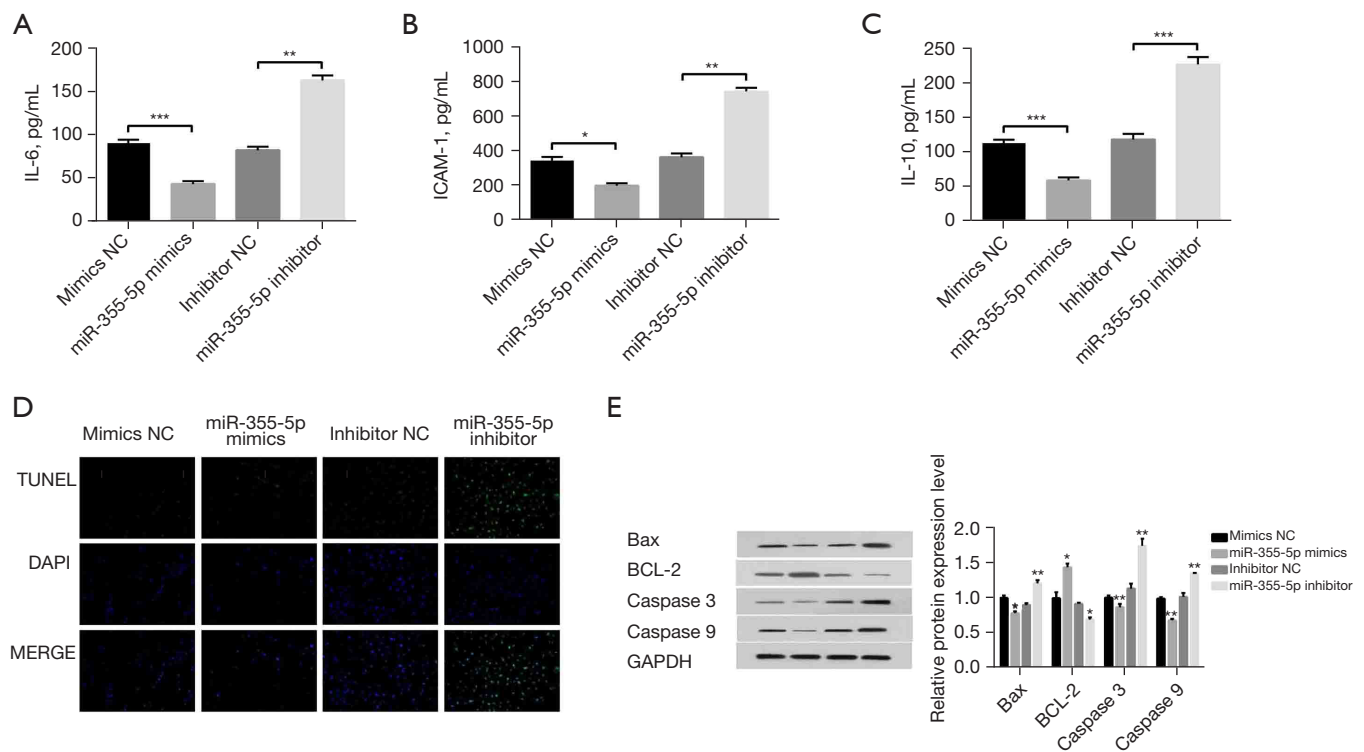 A
IL-6, pg/mL
200
150
100
50
0
***
**
Mimics NC
miR-355-5p mimics
Inhibitor NC
miR-355-5p inhibitor
B
ICAM-1, pg/mL
1000
800
600
400
200
0
*
**
Mimics NC
miR-355-5p mimics
Inhibitor NC
miR-355-5p inhibitor
C
IL-10, pg/mL
250
200
150
100
50
0
***
***
Mimics NC
miR-355-5p mimics
Inhibitor NC
miR-355-5p inhibitor
D
Mimics NC
miR-355-5p
mimics
Inhibitor NC
miR-355-5p
inhibitor
TUNEL
DAPI
MERGE
E
Bax
BCL-2
Caspase 3
Caspase 9
GAPDH
Relative protein expression level
2.0
1.5
1.0
0.5
0.0
*
**
*
*
**
**
**
**
Bax
BCL-2
Caspase 3
Caspase 9
Mimics NC
miR-355-5p mimics
Inhibitor NC
miR-355-5p inhibitor